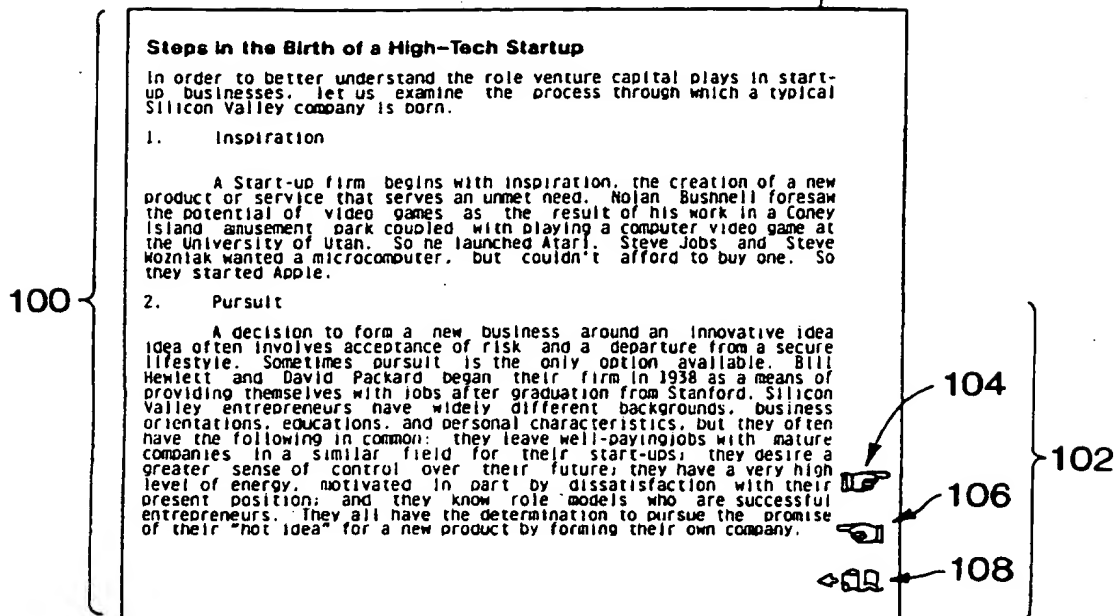 Steps in the Birth of a High-Tech Startup
In order to better understand the role venture capital plays in start-
up businesses, let us examine the process through which a typical
Silicon Valley company is born.
1. Inspiration
A Start-up firm begins with inspiration, the creation of a new
product or service that serves an unmet need. Nolan Bushnell foresaw
the potential of video games as the result of his work in a Coney
Island amusement park coupled with playing a computer video game at
the University of Utah. So he launched Atari. Steve Jobs and Steve
Wozniak wanted a microcomputer, but couldn't afford to buy one. So
they started Apple.
100
2. Pursuit
A decision to form a new business around an innovative idea
idea often involves acceptance of risk and a departure from a secure
lifestyle. Sometimes pursuit is the only option available. Bill
Hewlett and David Packard began their firm in 1938 as a means of
providing themselves with jobs after graduation from Stanford. Silicon
Valley entrepreneurs have widely different backgrounds, business
orientations, educations, and personal characteristics, but they often
have the following in common: they leave well-payingjobs with mature
companies in a similar field for their start-ups; they desire a
greater sense of control over their future; they have a very high
level of energy, motivated in part by dissatisfaction with their
present position; and they know role models who are successful
entrepreneurs. They all have the determination to pursue the promise
of their "hot idea" for a new product by forming their own company.
104
102
106
108